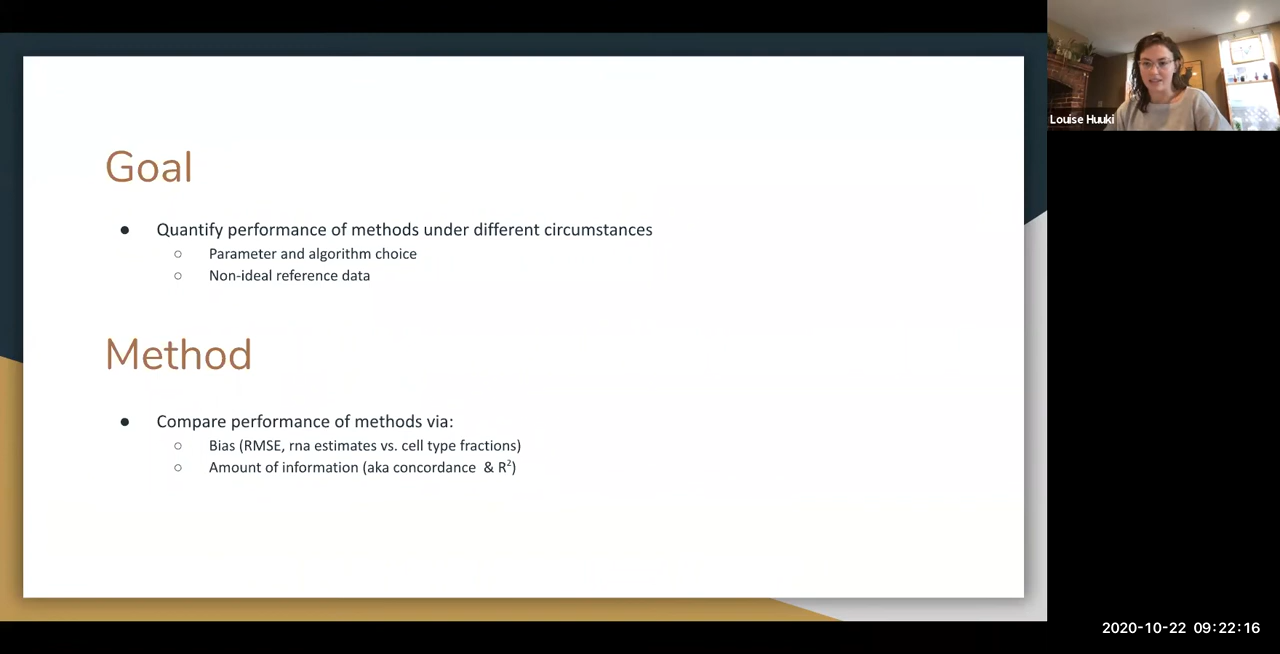 Goal
● Quantify performance of methods under different circumstances
○ Parameter and algorithm choice
○ Non-ideal reference data
Method
● Compare performance of methods via:
○ Bias (RMSE, rna estimates vs. cell type fractions)
○ Amount of information (aka concordance & R²)
Louise Huuki
2020-10-22 09:22:16